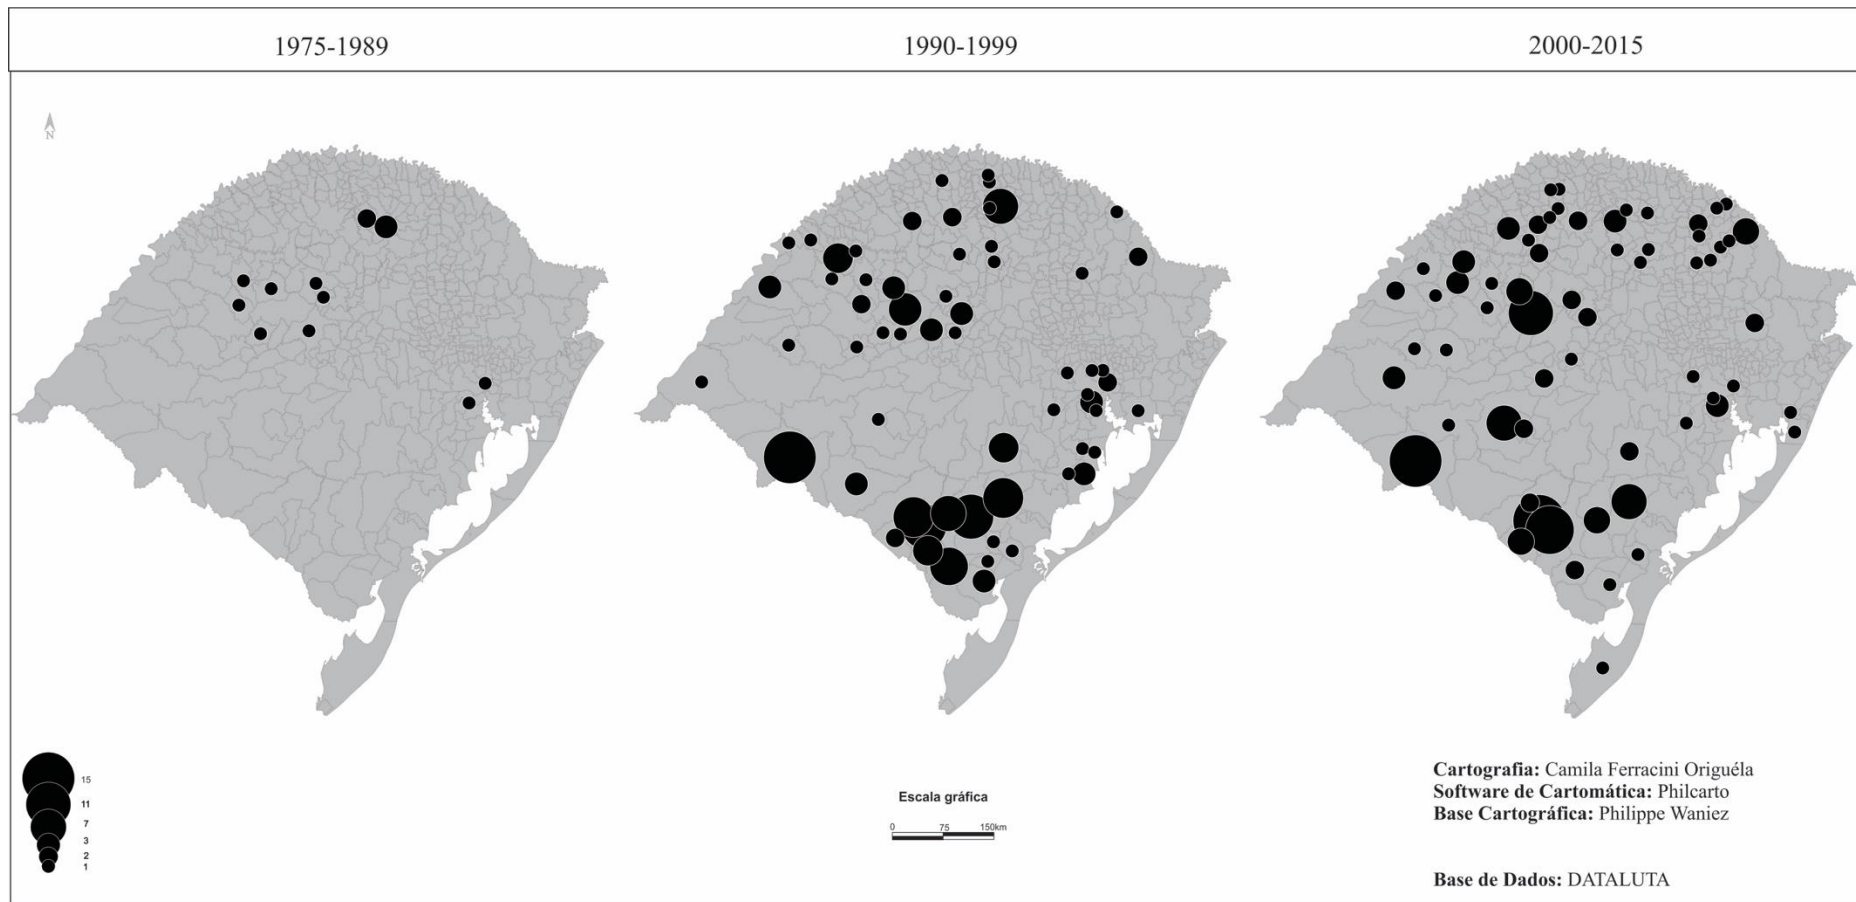 1975-1989
1990-1999
2000-2015
N
15
11
7
3
2
1
Escala gráfica
0 75 150km
Cartografia: Camila Ferracini Origuéla
Software de Cartomática: Philcarto
Base Cartográfica: Philippe Waniez
Base de Dados: DATALUTA